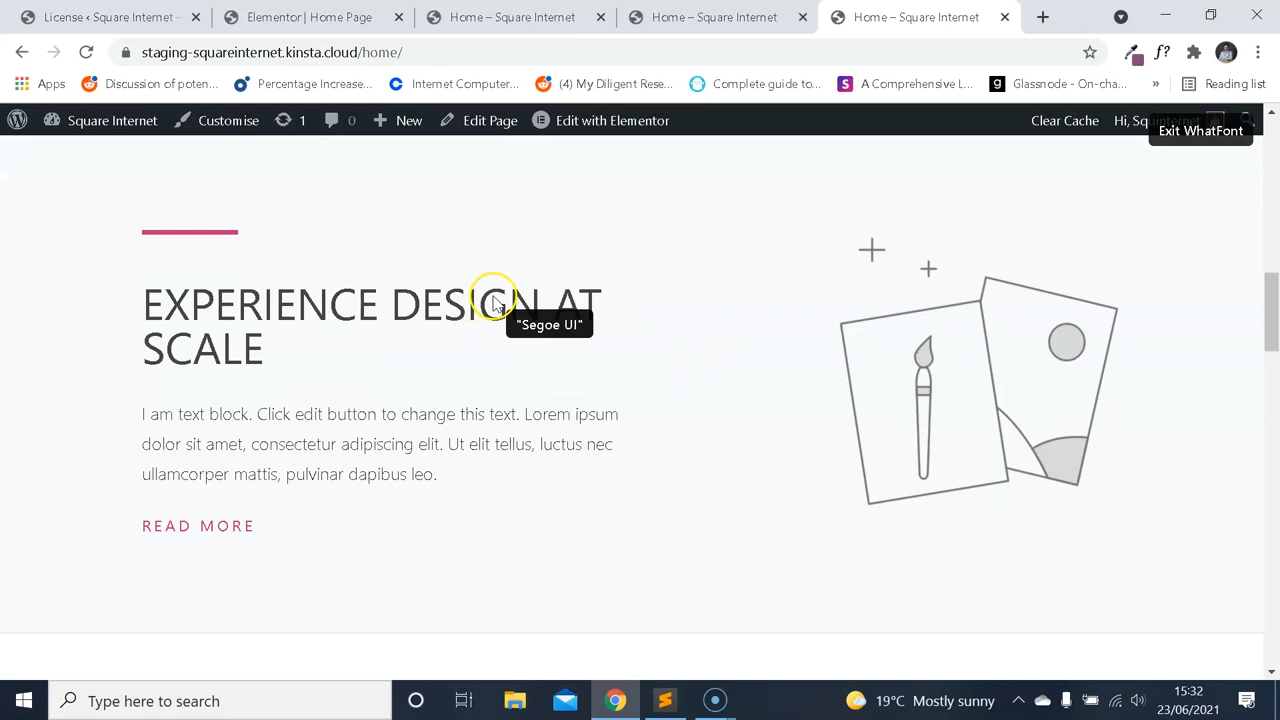 License ‹ Square Internet –
Elementor | Home Page
Home – Square Internet
Home – Square Internet
Home – Square Internet
staging-squareinternet.kinsta.cloud/home/
f?
Apps
Discussion of poten...
Percentage Increase...
Internet Computer...
(4) My Diligent Rese...
Complete guide to...
S
A Comprehensive L...
g
Glassnode - On-cha...
»
Reading list
Square Internet
Customise
1
0
New
Edit Page
Edit with Elementor
Clear Cache
Hi, Squinternet
Exit WhatFont
EXPERIENCE DESIGN AT
SCALE
"Segoe UI"
I am text block. Click edit button to change this text. Lorem ipsum
dolor sit amet, consectetur adipiscing elit. Ut elit tellus, luctus nec
ullamcorper mattis, pulvinar dapibus leo.
READ MORE
Type here to search
19°C Mostly sunny
15:32
23/06/2021